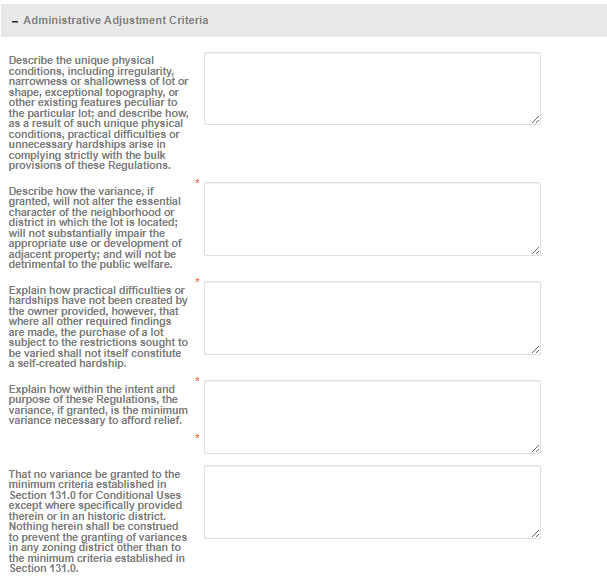 – Administrative Adjustment Criteria
Describe the unique physical
conditions, including irregularity,
narrowness or shallowness of lot or
shape, exceptional topography, or
other existing features peculiar to
the particular lot; and describe how,
as a result of such unique physical
conditions, practical difficulties or
unnecessary hardships arise in
complying strictly with the bulk
provisions of these Regulations.
*
Describe how the variance, if
granted, will not alter the essential
character of the neighborhood or
district in which the lot is located;
will not substantially impair the
appropriate use or development of
adjacent property; and will not be
detrimental to the public welfare.
*
Explain how practical difficulties or
hardships have not been created by
the owner provided, however, that
where all other required findings
are made, the purchase of a lot
subject to the restrictions sought to
be varied shall not itself constitute
a self-created hardship.
*
Explain how within the intent and
purpose of these Regulations, the
variance, if granted, is the minimum
variance necessary to afford relief.
*
That no variance be granted to the
minimum criteria established in
Section 131.0 for Conditional Uses
except where specifically provided
therein or in an historic district.
Nothing herein shall be construed
to prevent the granting of variances
in any zoning district other than to
the minimum criteria established in
Section 131.0.